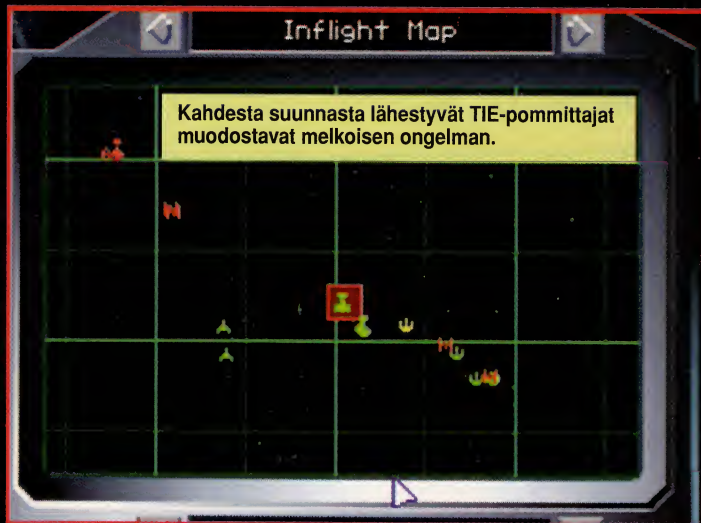 Inflight Map
Kahdesta suunnasta lähestyvät TIE-pommittajat
muodostavat melkoisen ongelman.